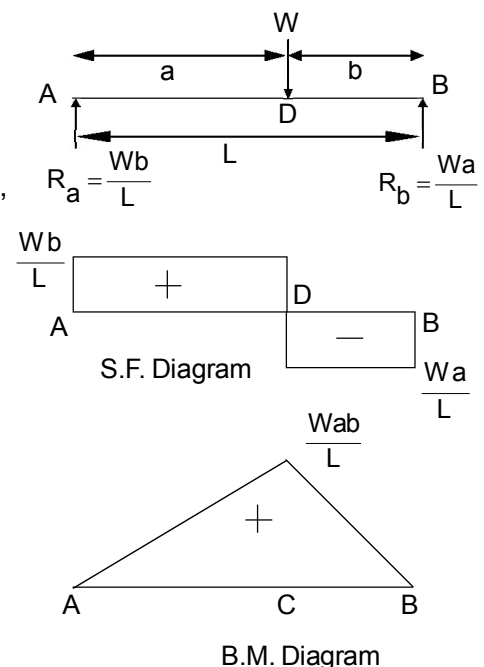 W
a b
A B
D
L
, R_a = Wb/L R_b = Wa/L
Wb/L
+ D
A B
−
S.F. Diagram
Wa/L
Wab/L
+
A C B
B.M. Diagram